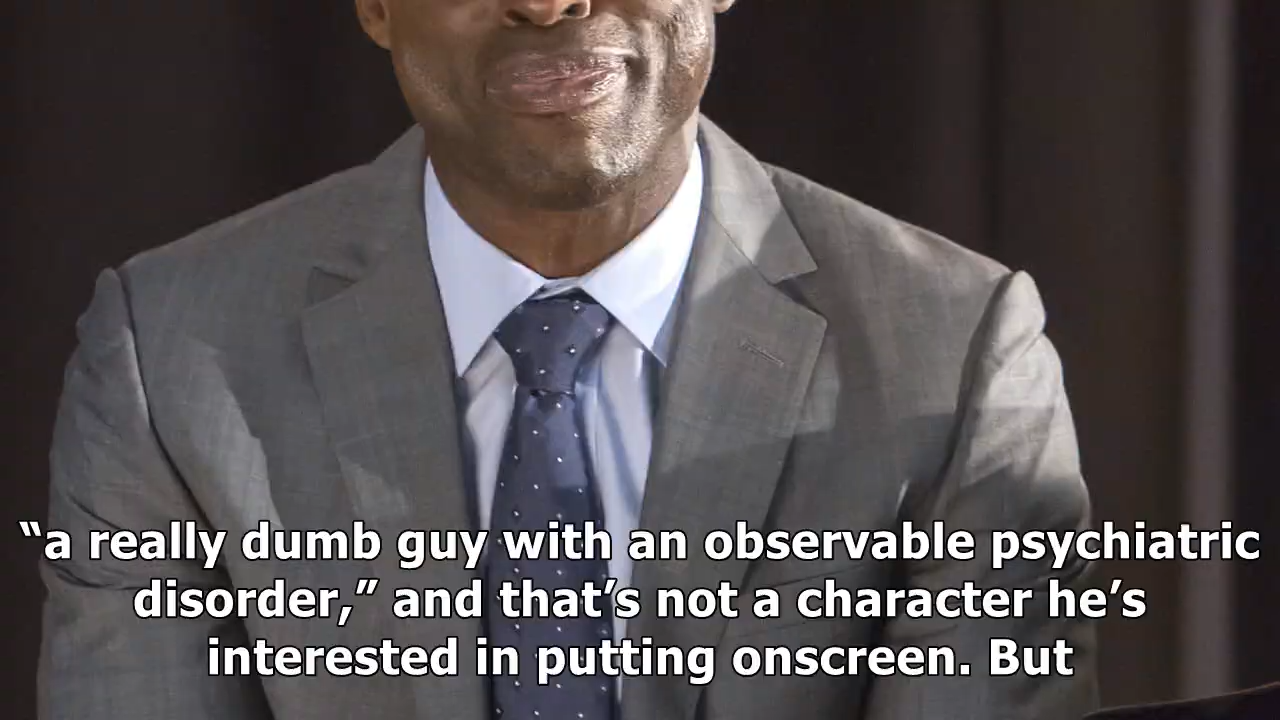 “a really dumb guy with an observable psychiatric
disorder,” and that’s not a character he’s
interested in putting onscreen. But